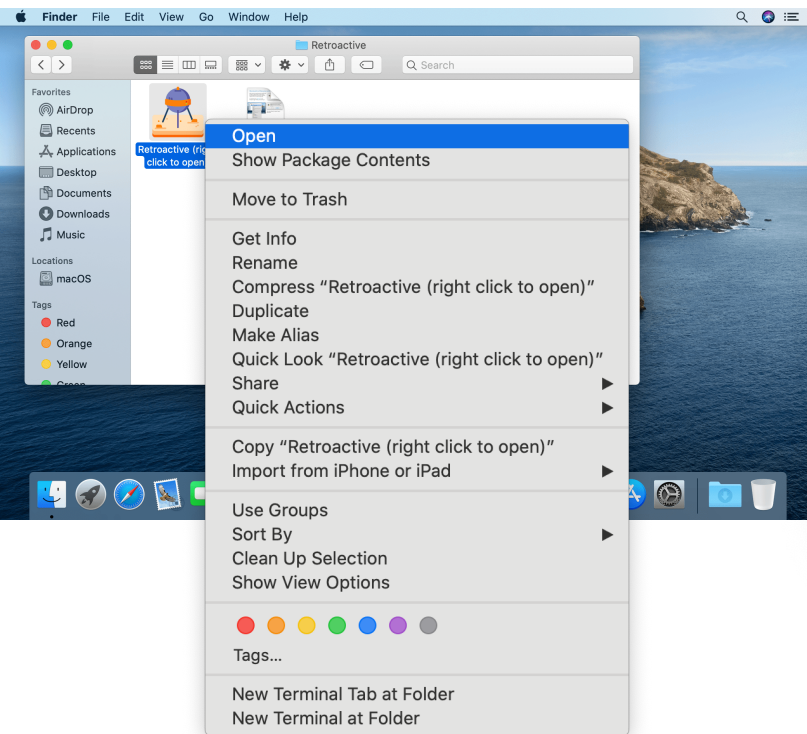 Finder File Edit View Go Window Help
Retroactive
Search
Favorites
AirDrop
Recents
Applications
Desktop
Documents
Downloads
Music
Locations
macOS
Tags
Red
Orange
Yellow
Green
Retroactive (rig
click to open
Open
Show Package Contents
Move to Trash
Get Info
Rename
Compress “Retroactive (right click to open)”
Duplicate
Make Alias
Quick Look “Retroactive (right click to open)”
Share
Quick Actions
Copy “Retroactive (right click to open)”
Import from iPhone or iPad
Use Groups
Sort By
Clean Up Selection
Show View Options
Tags...
New Terminal Tab at Folder
New Terminal at Folder